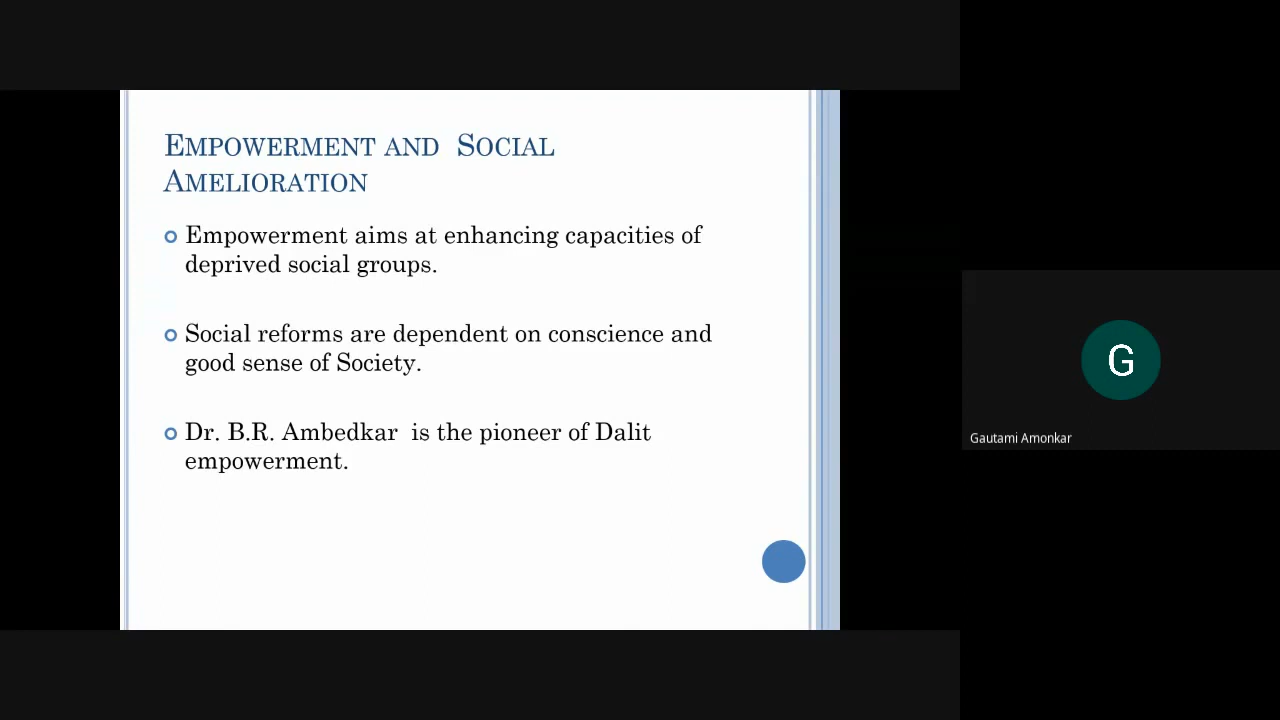 Empowerment and  Social
Amelioration
Empowerment aims at enhancing capacities of
deprived social groups.
Social reforms are dependent on conscience and
good sense of Society.
Dr. B.R. Ambedkar  is the pioneer of Dalit
empowerment.
G
Gautami Amonkar